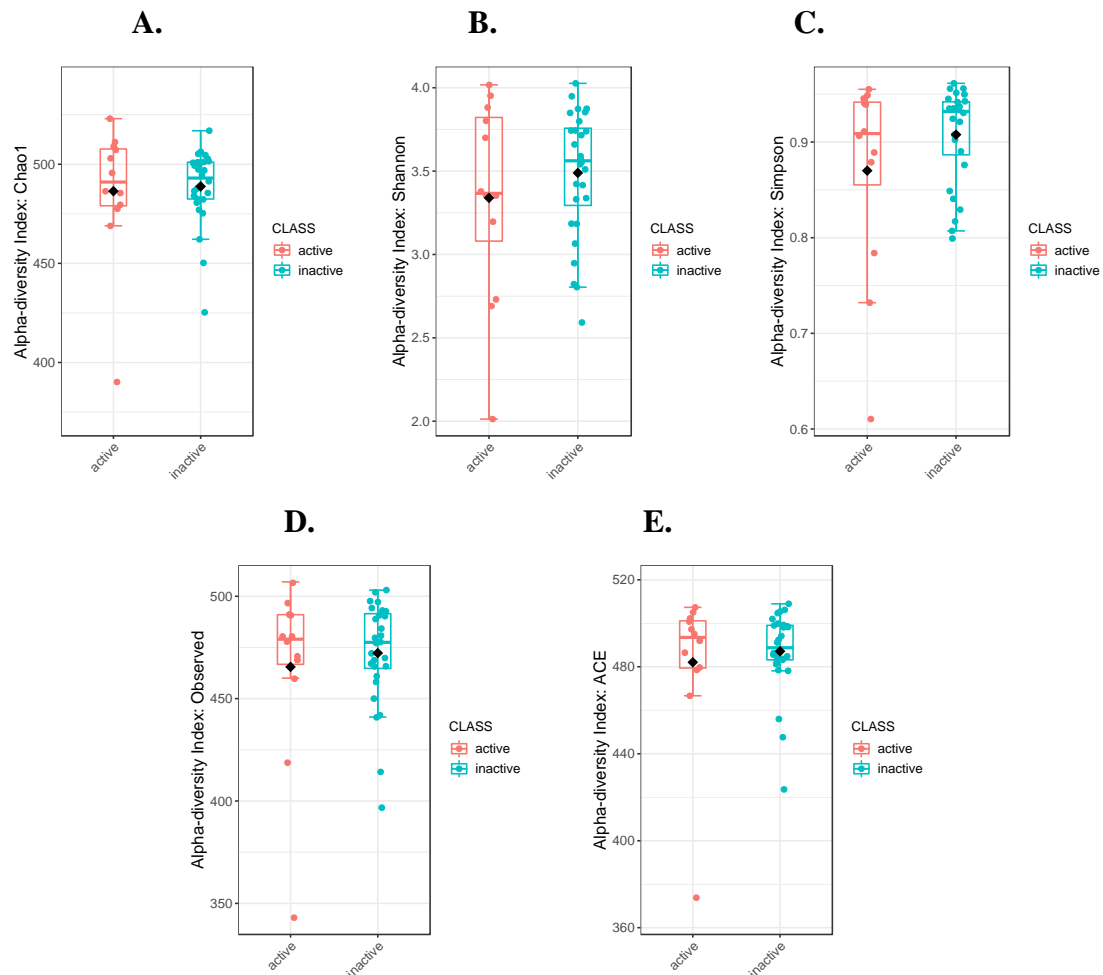 A.
B.
C.
Alpha-diversity Index: Chao1
500
450
400
active
inactive
CLASS
active
inactive
Alpha-diversity Index: Shannon
4.0
3.5
3.0
2.5
2.0
active
inactive
CLASS
active
inactive
Alpha-diversity Index: Simpson
0.9
0.8
0.7
0.6
active
inactive
CLASS
active
inactive
D.
E.
Alpha-diversity Index: Observed
500
450
400
350
active
inactive
CLASS
active
inactive
Alpha-diversity Index: ACE
520
480
440
400
360
active
inactive
CLASS
active
inactive